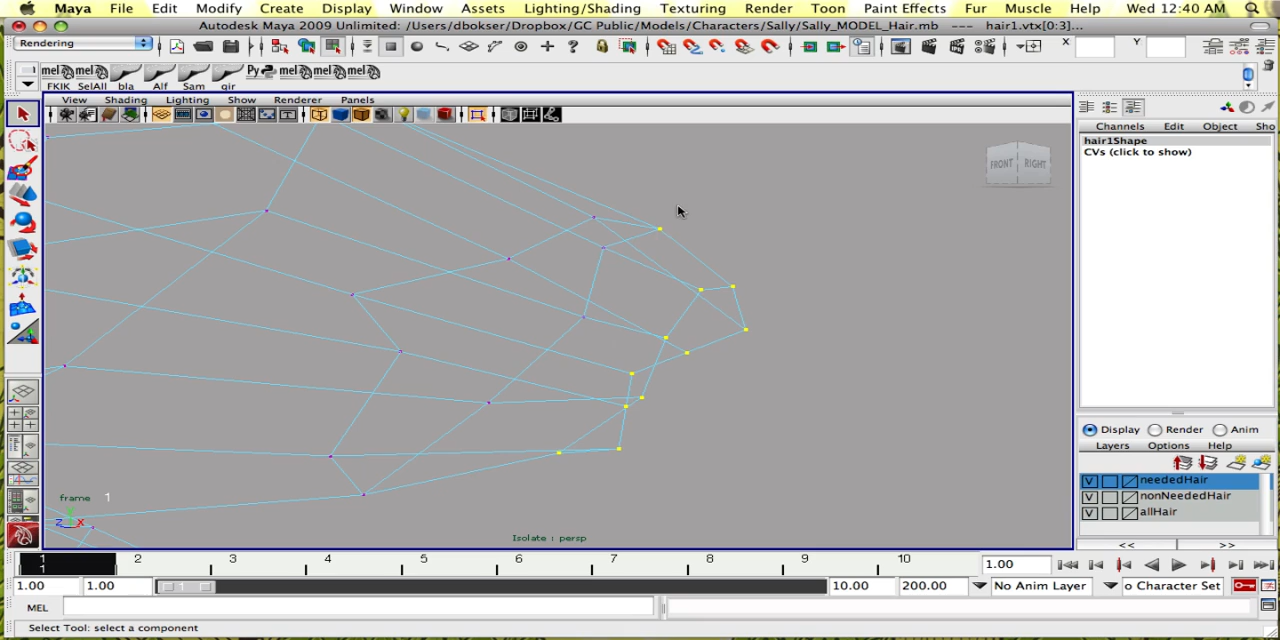 Maya File Edit Modify Create Display Window Assets Lighting/Shading Texturing Render Toon Paint Effects Fur Muscle Help Wed 12:40 AM
Autodesk Maya 2009 Unlimited: /Users/dbokser/Dropbox/GC Public/Models/Characters/Sally/Sally_MODEL_Hair.mb --- hair1.vtx[0:3]...
Rendering X Y
mel mel Py mel mel mel
FKIK SelAll bla Alf Sam qir
View Shading Lighting Show Renderer Panels
Channels Edit Object Sho
hair1Shape
CVs (click to show)
FRONT RIGHT
Display Render Anim
Layers Options Help
V neededHair
V nonNeededHair
V allHair
frame 1
Y
Z X
Isolate : persp
<< >>
1 2 3 4 5 6 7 8 9 10
1 1.00
1.00 1.00 1 10.00 200.00 No Anim Layer o Character Set
MEL
Select Tool: select a component